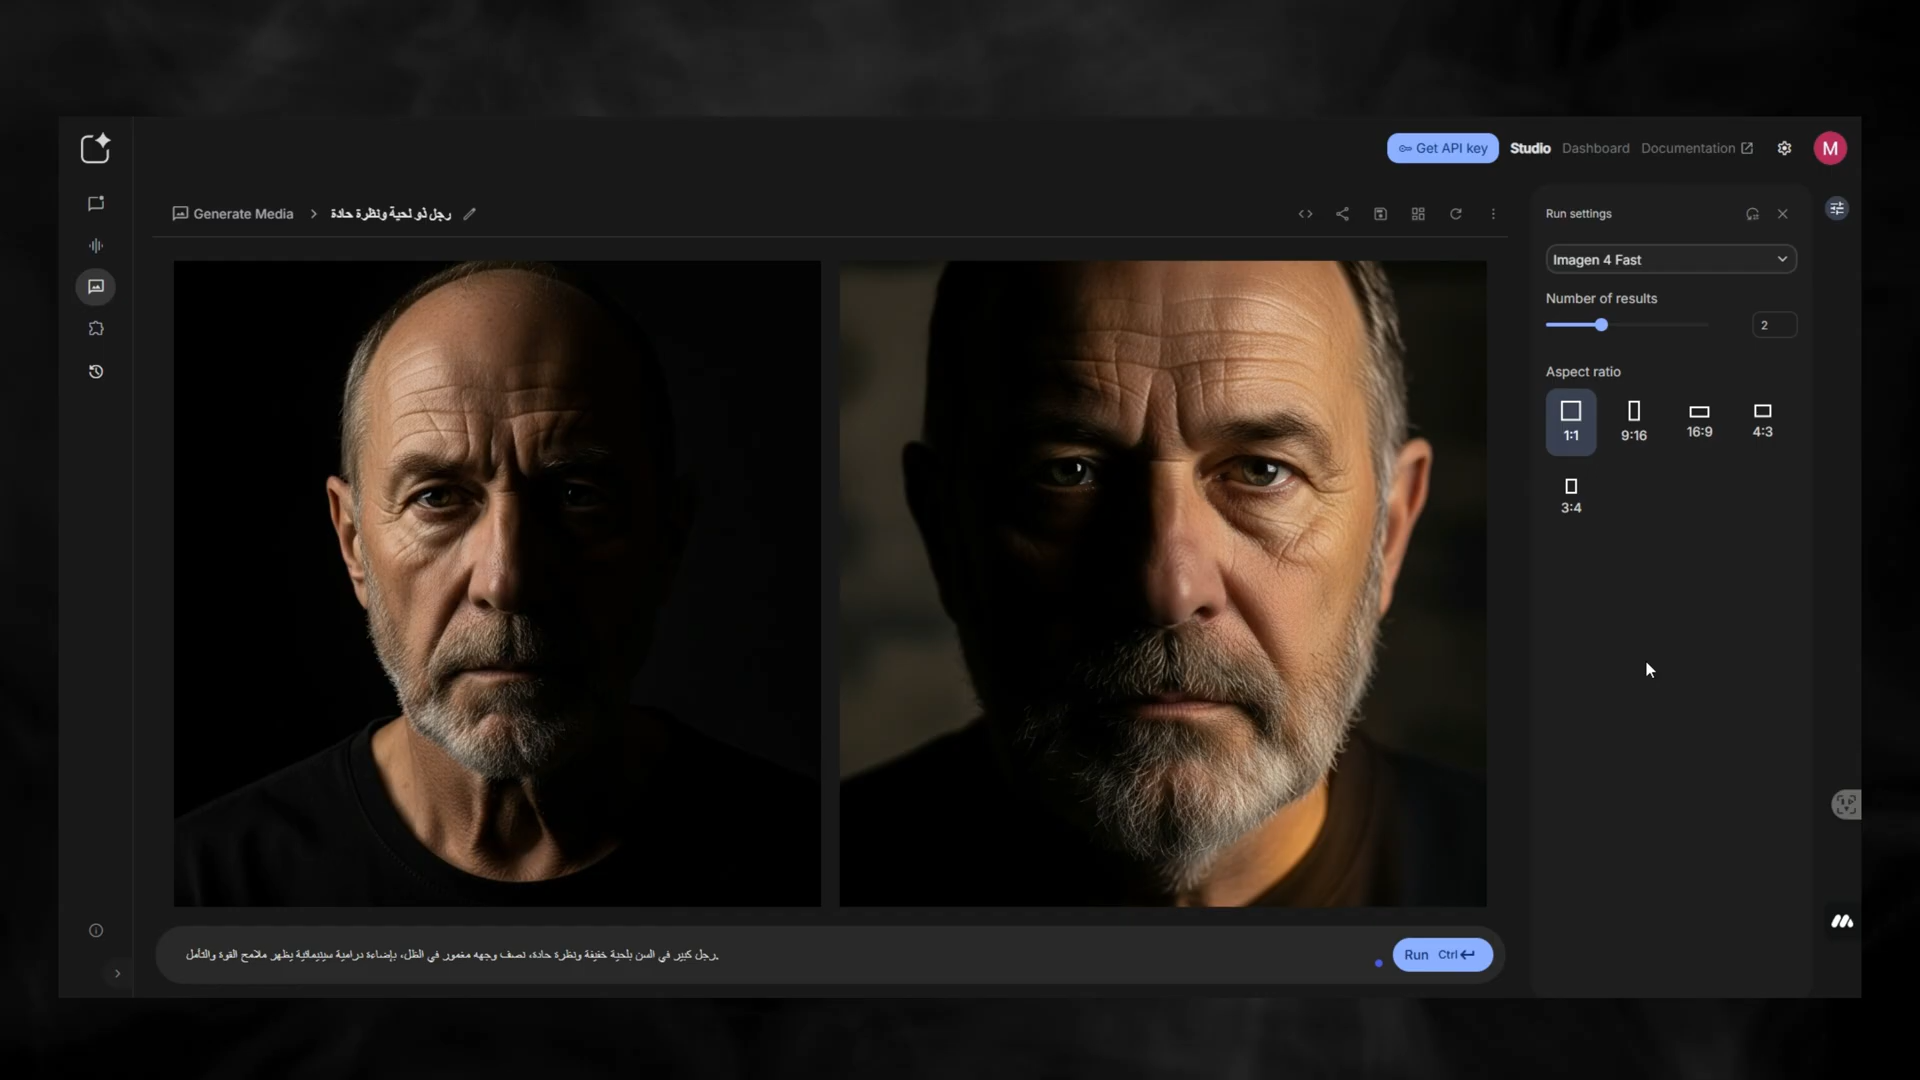 Get API key
Studio
Dashboard
Documentation
M
Generate Media
رجل ذو لحية ونظرة حادة
Run settings
Imagen 4 Fast
Number of results
2
Aspect ratio
1:1
9:16
16:9
4:3
3:4
رجل كبير في السن بلحية خفيفة ونظرة حادة، نصف وجهه مغمور في الظل، بإضاءة درامية سينمائية يظهر ملامح القوة والتأمل.
Run Ctrl